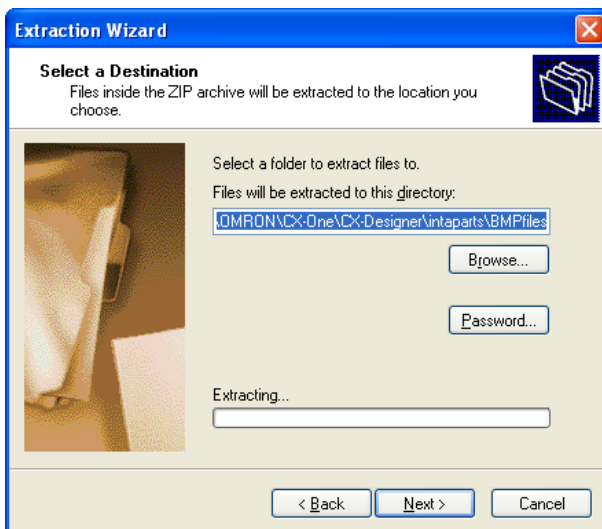 Extraction Wizard
Select a Destination
Files inside the ZIP archive will be extracted to the location you
choose.
Select a folder to extract files to.
Files will be extracted to this directory:
\OMRON\CX-One\CX-Designer\intaparts\BMPfiles
Browse...
Password...
Extracting...
< Back
Next >
Cancel